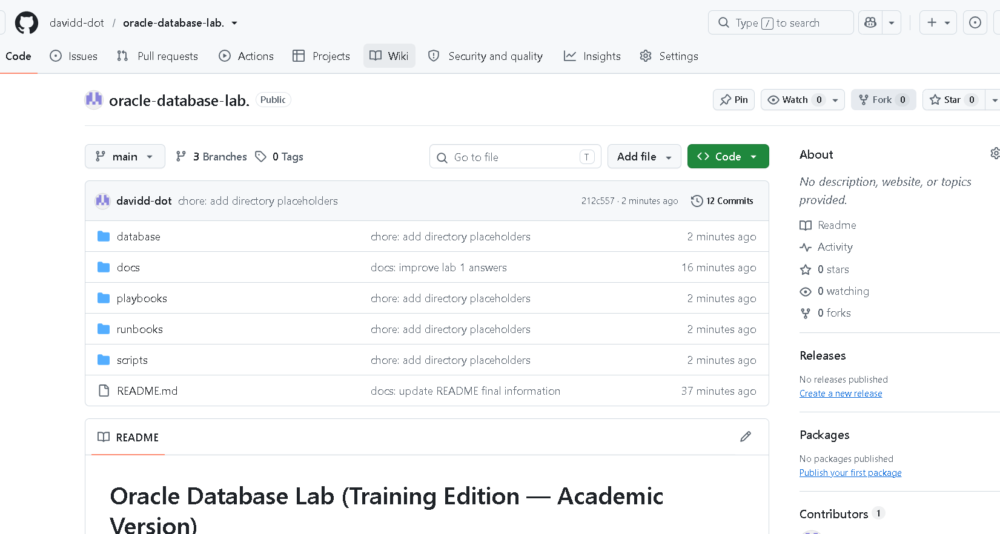 davidd-dot / oracle-database-lab.
Type / to search
Code Issues Pull requests Actions Projects Wiki Security and quality Insights Settings
oracle-database-lab. Public
Pin Watch 0 Fork 0 Star 0
main 3 Branches 0 Tags
Go to file T Add file Code
davidd-dot chore: add directory placeholders 212c557 · 2 minutes ago 12 Commits
database chore: add directory placeholders 2 minutes ago
docs docs: improve lab 1 answers 16 minutes ago
playbooks chore: add directory placeholders 2 minutes ago
runbooks chore: add directory placeholders 2 minutes ago
scripts chore: add directory placeholders 2 minutes ago
README.md docs: update README final information 37 minutes ago
README
Oracle Database Lab (Training Edition — Academic
Version)
About
No description, website, or topics
provided.
Readme
Activity
0 stars
0 watching
0 forks
Releases
No releases published
Create a new release
Packages
No packages published
Publish your first package
Contributors 1